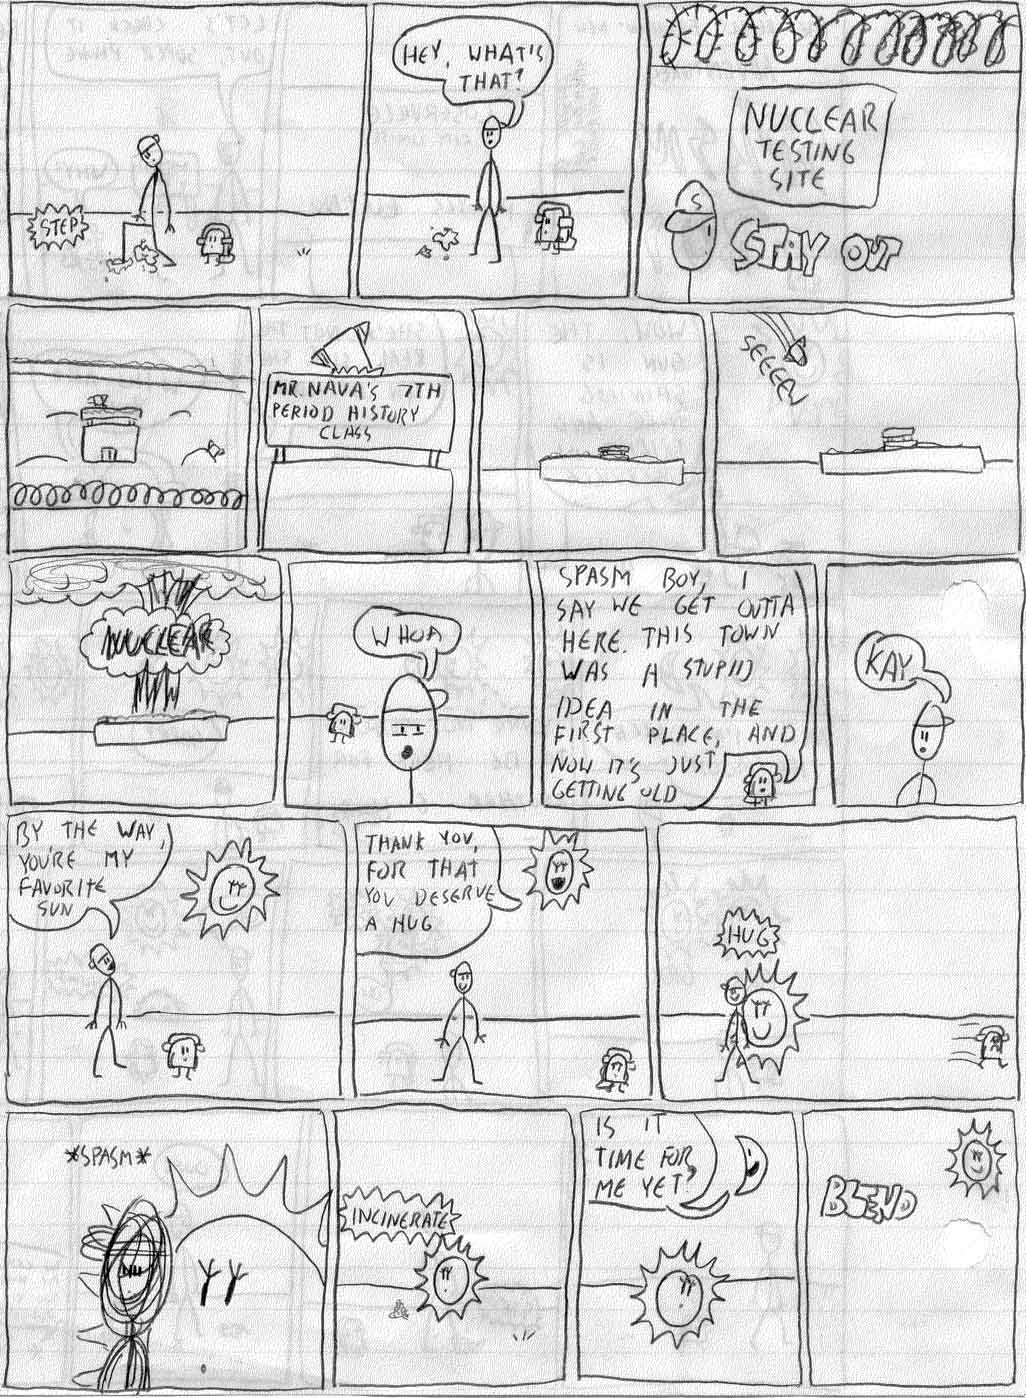 STEP
HEY, WHAT'S
THAT?
NUCLEAR
TESTING
SITE
S
STAY OUT
MR. NAVA'S 7TH
PERIOD HISTORY
CLASS
NUCLEAR
WHOA
SPASM BOY, I
SAY WE GET OUTTA
HERE. THIS TOWN
WAS A STUPID
IDEA IN THE
FIRST PLACE, AND
NOW IT'S JUST
GETTING OLD
KAY
BY THE WAY,
YOU'RE MY
FAVORITE
SUN
THANK YOU,
FOR THAT
YOU DESERVE
A HUG
HUG
*SPASM*
INCINERATE
IS IT
TIME FOR
ME YET?
BLEND